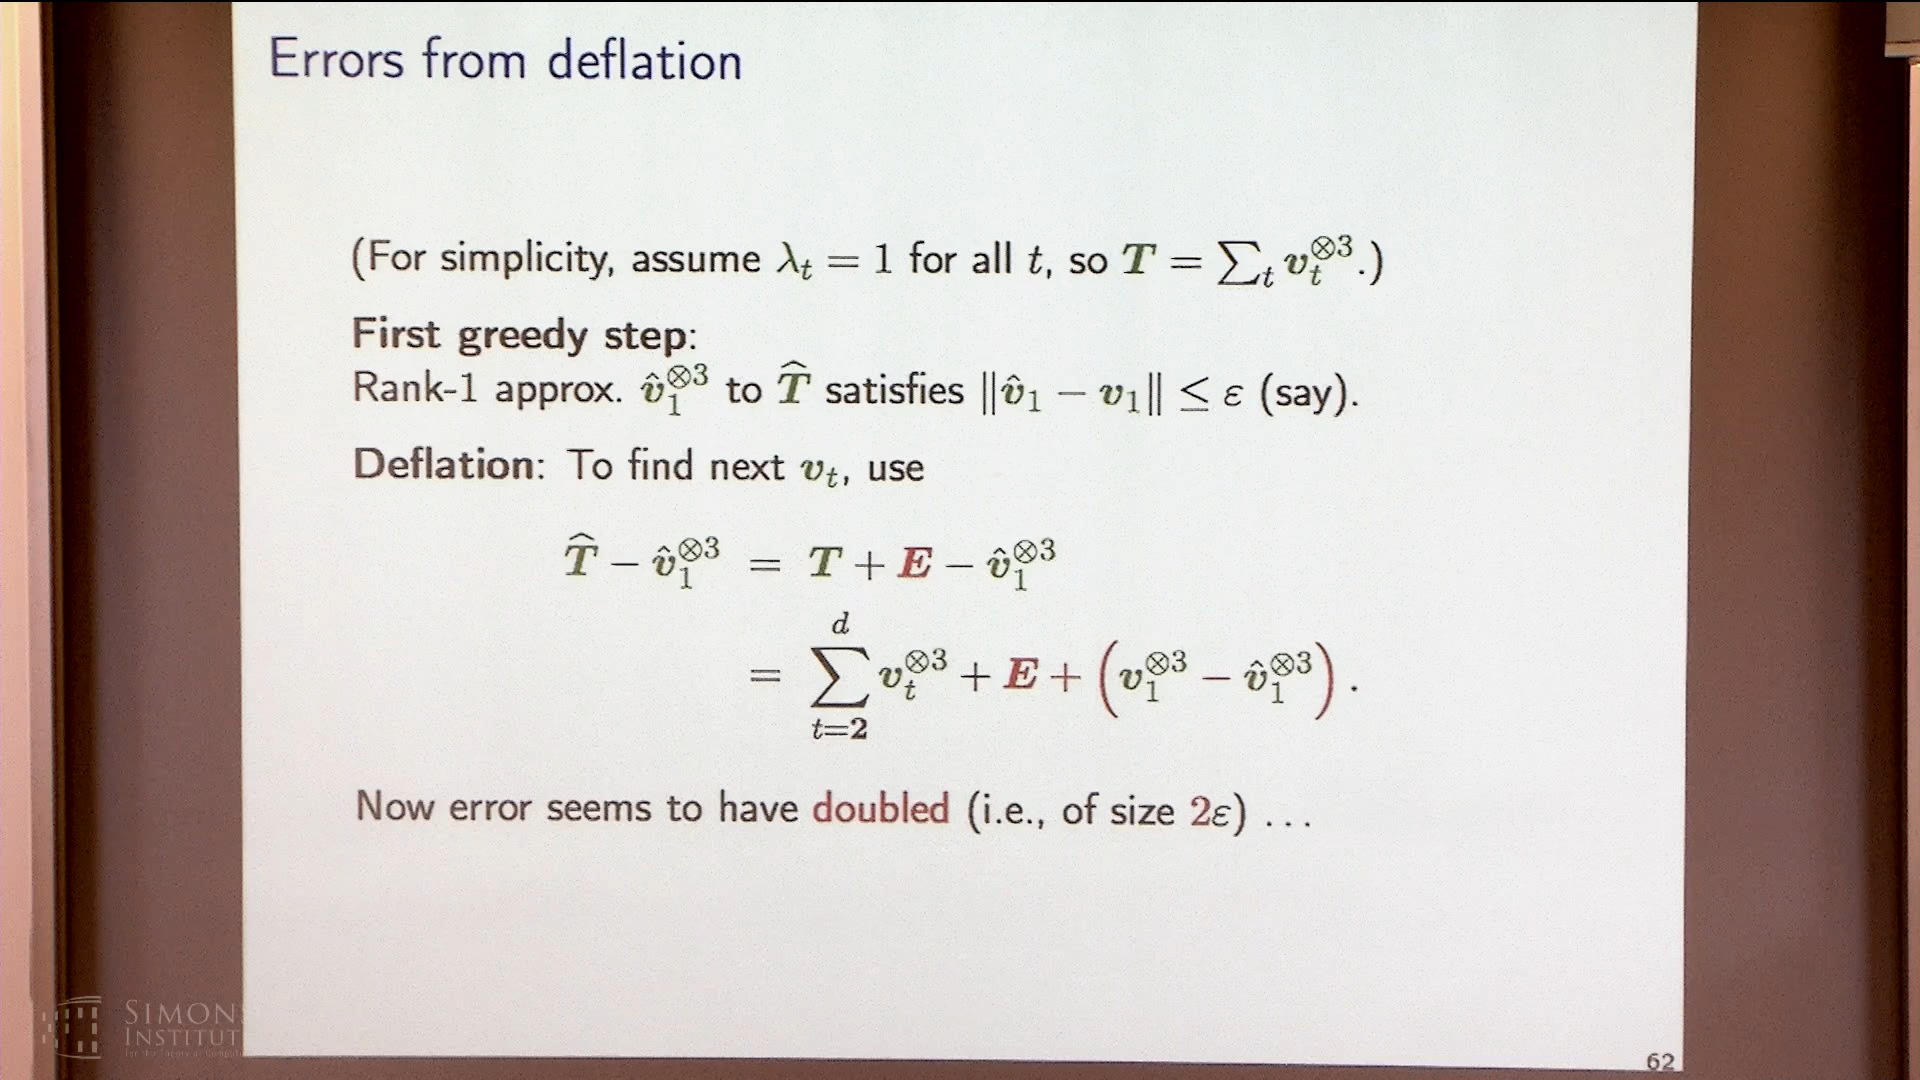 Errors from deflation
(For simplicity, assume λ_t = 1 for all t, so T = ∑_t v_t^{⊗3}.)
First greedy step:
Rank-1 approx. v̂_1^{⊗3} to T̂ satisfies ‖v̂_1 − v_1‖ ≤ ε (say).
Deflation: To find next v_t, use
T̂ − v̂_1^{⊗3} = T + E − v̂_1^{⊗3}
= ∑_{t=2}^{d} v_t^{⊗3} + E + (v_1^{⊗3} − v̂_1^{⊗3}).
Now error seems to have doubled (i.e., of size 2ε) …
62
SIMONS
INSTITUT